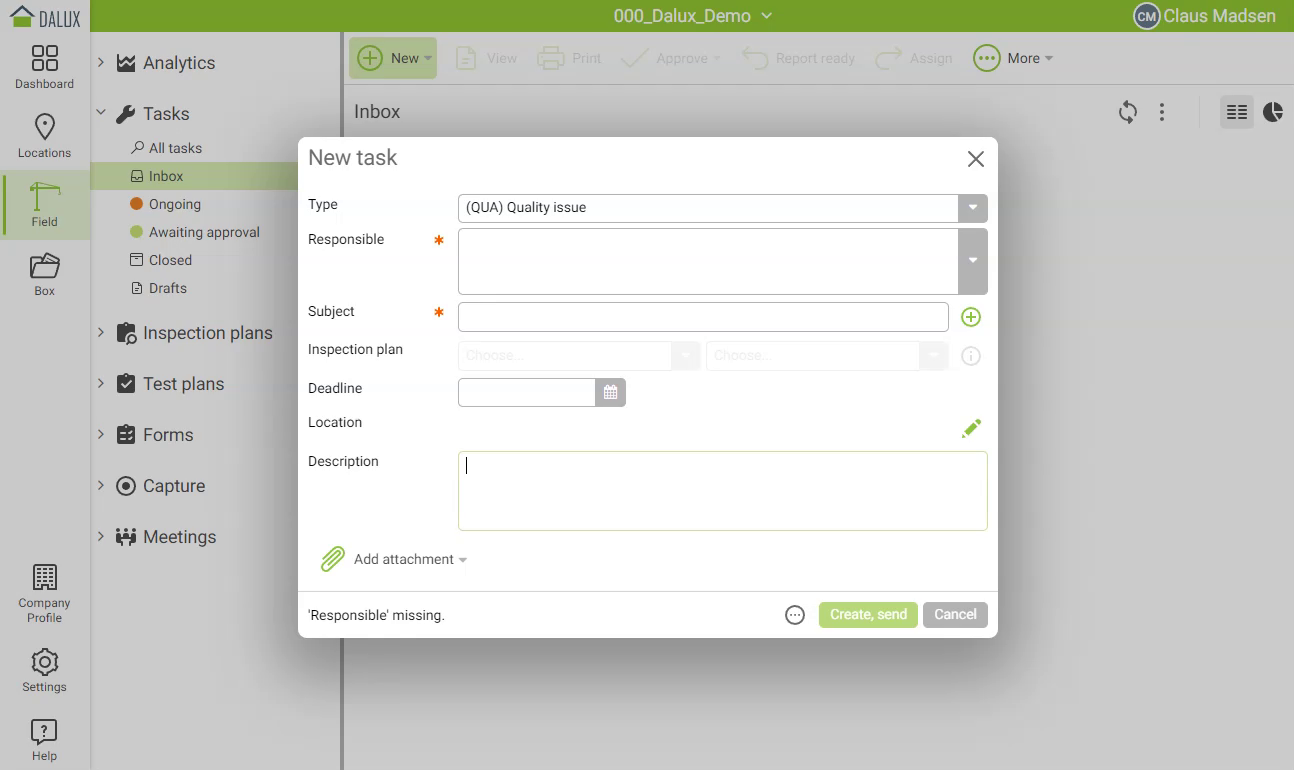 DALUX
000_Dalux_Demo
CM Claus Madsen
Dashboard
Locations
Field
Box
Company
Profile
Settings
Help
Analytics
Tasks
All tasks
Inbox
Ongoing
Awaiting approval
Closed
Drafts
Inspection plans
Test plans
Forms
Capture
Meetings
New
View
Print
Approve
Report ready
Assign
More
Inbox
New task
Type
(QUA) Quality issue
Responsible *
Subject *
Inspection plan
Choose...
Choose...
Deadline
Location
Description
Add attachment
'Responsible' missing.
Create, send
Cancel